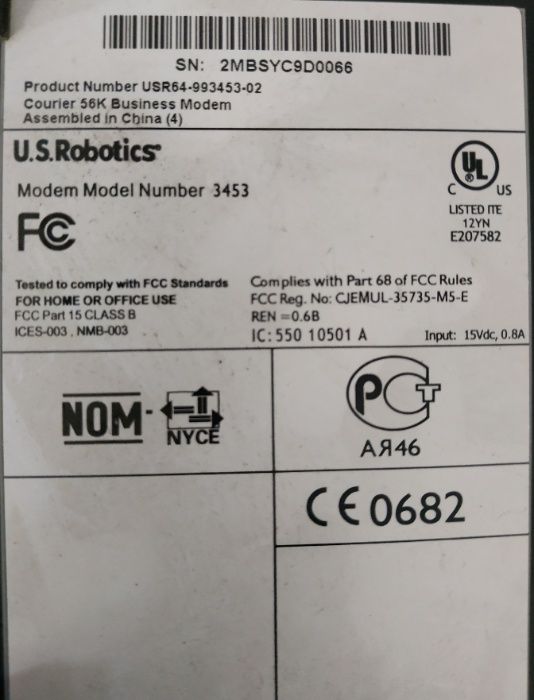 SN: 2MBSYC9D0066
Product Number USR64-993453-02
Courier 56K Business Modem
Assembled in China (4)
U.S.Robotics®
Modem Model Number 3453
FC
C UL® US
LISTED ITE
12YN
E207582
Tested to comply with FCC Standards
FOR HOME OR OFFICE USE
FCC Part 15 CLASS B
ICES-003 , NMB-003
Complies with Part 68 of FCC Rules
FCC Reg. No: CJEMUL-35735-M5-E
REN =0.6B
IC: 550 10501 A
Input: 15Vdc, 0.8A
NOM-
NYCE
РСТ
АЯ46
CE 0682